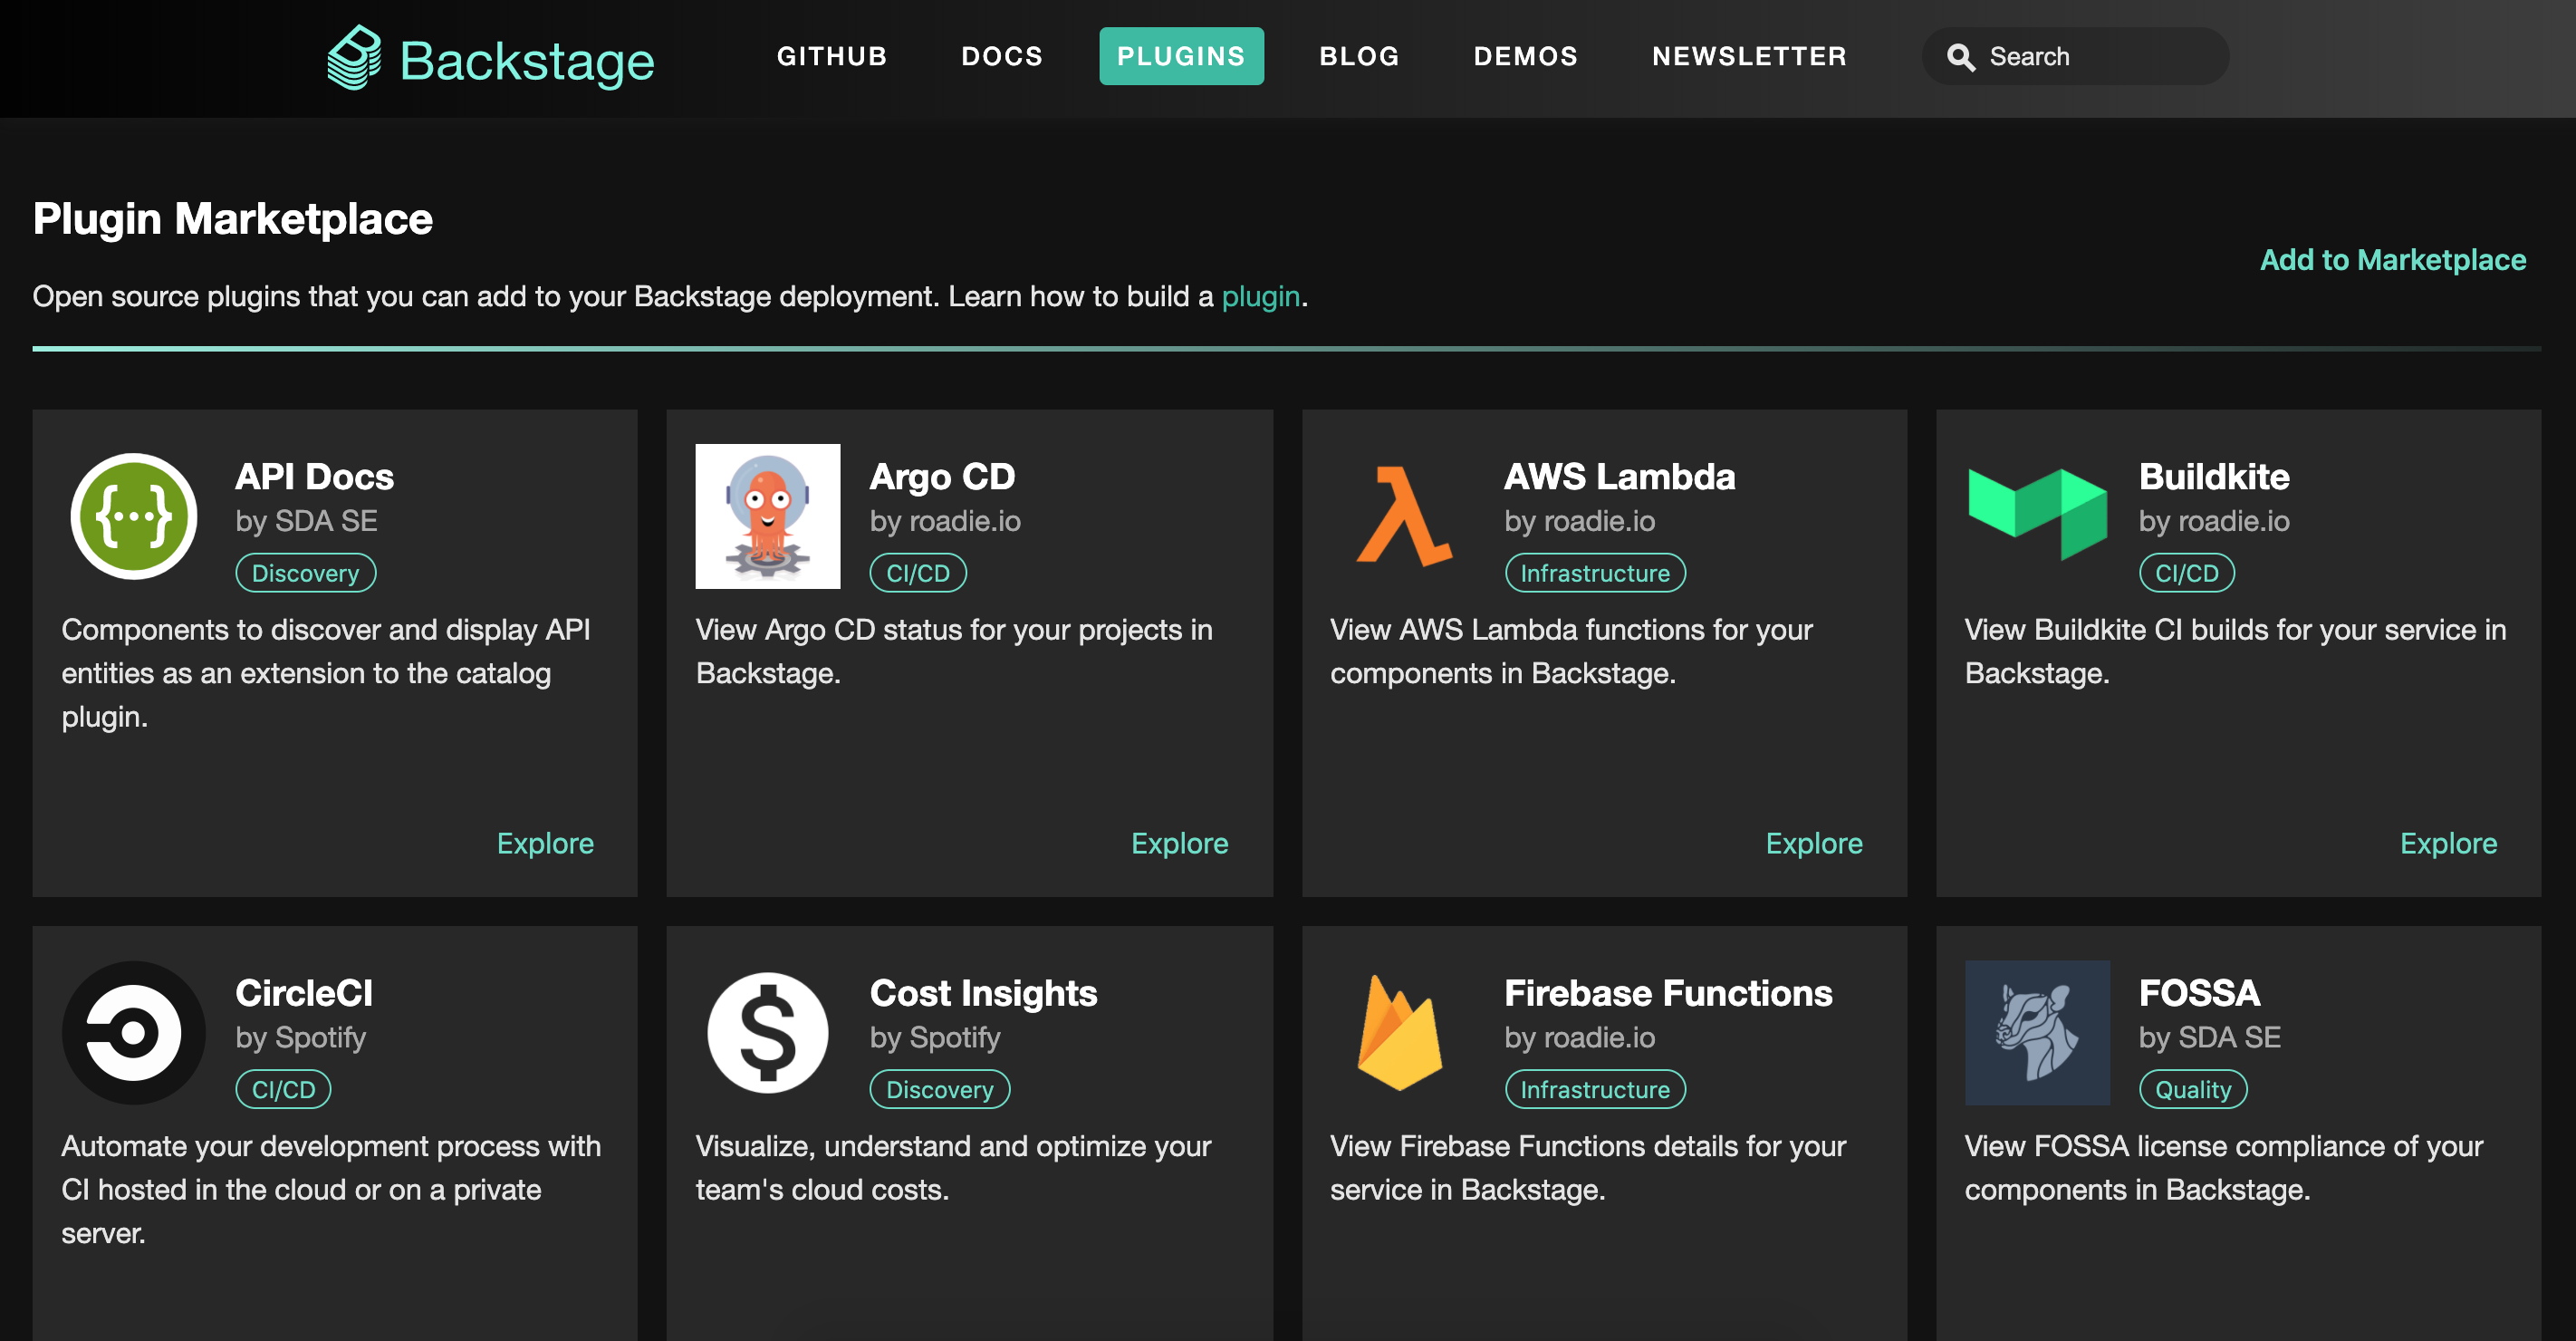 Backstage
GITHUB
DOCS
PLUGINS
BLOG
DEMOS
NEWSLETTER
Search
Plugin Marketplace
Add to Marketplace
Open source plugins that you can add to your Backstage deployment. Learn how to build a plugin.
API Docs
by SDA SE
Discovery
Components to discover and display API
entities as an extension to the catalog
plugin.
Explore
Argo CD
by roadie.io
CI/CD
View Argo CD status for your projects in
Backstage.
Explore
AWS Lambda
by roadie.io
Infrastructure
View AWS Lambda functions for your
components in Backstage.
Explore
Buildkite
by roadie.io
CI/CD
View Buildkite CI builds for your service in
Backstage.
Explore
CircleCI
by Spotify
CI/CD
Automate your development process with
CI hosted in the cloud or on a private
server.
Cost Insights
by Spotify
Discovery
Visualize, understand and optimize your
team's cloud costs.
Firebase Functions
by roadie.io
Infrastructure
View Firebase Functions details for your
service in Backstage.
FOSSA
by SDA SE
Quality
View FOSSA license compliance of your
components in Backstage.